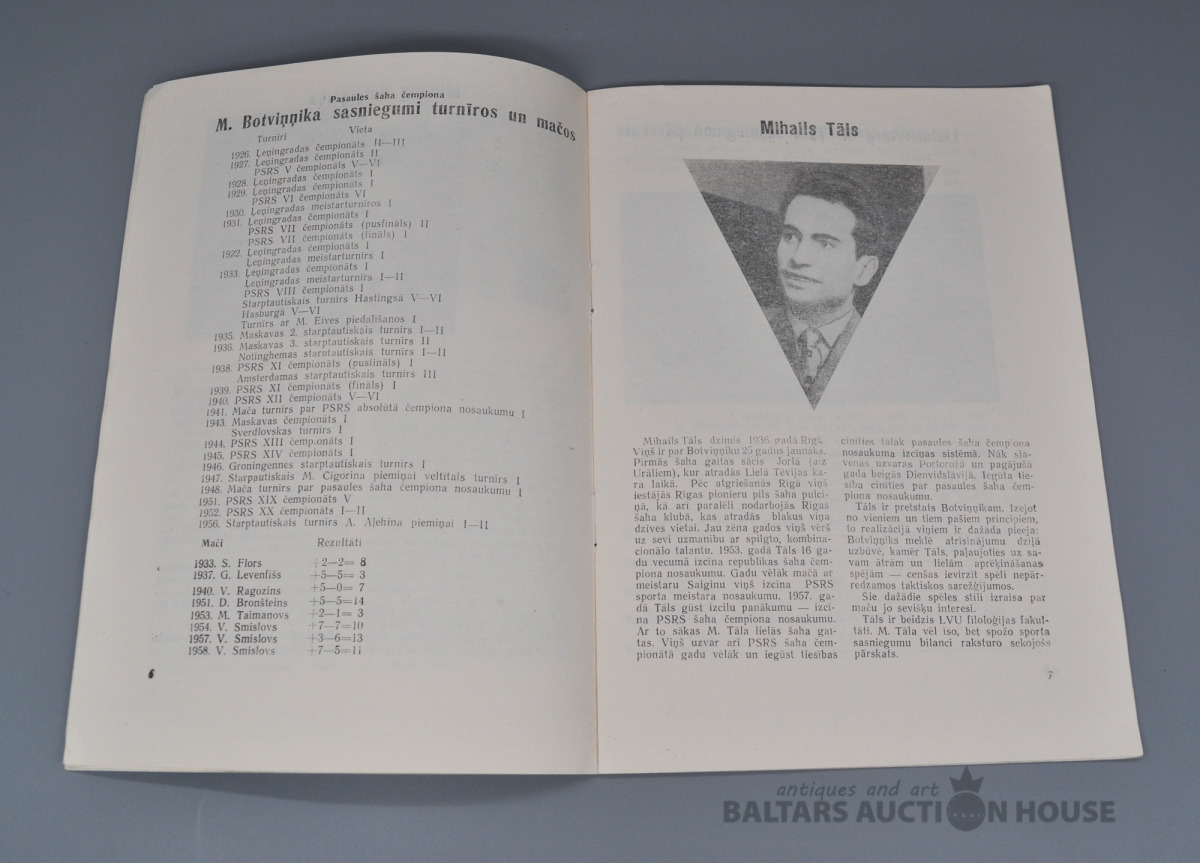 Pasaules šaha čempiona
M. Botviņņika sasniegumi turnīros un mačos
Turnīri Vieta
1926. Ļeņingradas čempionāts II—III
1927. Ļeņingradas čempionāts II
PSRS V čempionāts V—VI
1928. Ļeņingradas čempionāts I
1929. Ļeņingradas čempionāts I
PSRS VI čempionāts VI
1930. Ļeņingradas meistarturnīros I
1931. Ļeņingradas čempionāts I
PSRS VII čempionāts (pusfināls) II
PSRS VII čempionāts (fināls) I
1922. Ļeņingradas čempionāts I
Ļeņingradas meistarturnīrs I
1933. Ļeņingradas čempionāts I
Ļeņingradas meistarturnīrs I—II
PSRS VIII čempionāts I
Starptautiskais turnīrs Hastingsā V—VI
Hasburgā V—VI
Turnīrs ar M. Eives piedalīšanos I
1935. Maskavas 2. starptautiskais turnīrs I—II
1936. Maskavas 3. starptautiskais turnīrs II
Notinghemas starptautiskais turnīrs I—II
1938. PSRS XI čempionāts (pusfināls) I
Amsterdamas starptautiskais turnīrs III
1939. PSRS XI čempionāts (fināls) I
1940. PSRS XII čempionāts V—VI
1941. Mača turnīrs par PSRS absolūtā čempiona nosaukumu I
1943. Maskavas čempionāts I
Sverdlovskas turnīrs I
1944. PSRS XIII čempionāts I
1945. PSRS XIV čempionāts I
1946. Groningennes starptautiskais turnīrs I
1947. Starptautiskais M. Čigorina piemiņai veltītais turnīrs I
1948. Mača turnīrs par pasaules šaha čempiona nosaukumu I
1951. PSRS XIX čempionāts V
1952. PSRS XX čempionāts I—II
1956. Starptautiskais turnīrs A. Aļehina piemiņai I—II
Mači Rezultāti
1933. S. Flors +2—2= 8
1937. G. Levenfišs +5—5= 3
1940. V. Ragozins +5—0= 7
1951. D. Bronšteins +5—5=14
1953. M. Taimanovs +2—1= 3
1954. V. Smislovs +7—7=10
1957. V. Smislovs +3—6=13
1958. V. Smislovs +7—5=11
6
Mihails Tāls
Mihails Tāls dzimis 1936. gadā Rīgā.
Viņš ir par Botviņņiku 25 gadus jaunāks.
Pirmās šaha gaitas sācis Jorlā (aiz
Urāliem), kur atradās Lielā Tēvijas ka-
ra laikā. Pēc atgriešanās Rīgā viņš
iestājās Rīgas pionieru pils šaha pulci-
ņā, kā arī paralēli nodarbojās Rīgas
šaha klubā, kas atradās blakus viņa
dzīves vietai. Jau zēna gados viņš vērš
uz sevi uzmanību ar spilgto, kombina-
cionālo talantu. 1953. gadā Tāls 16 ga-
du vecumā izcīna republikas šaha čem-
piona nosaukumu. Gadu vēlāk mačā ar
meistaru Saiginu viņš izcīna PSRS
sporta meistara nosaukumu. 1957. ga-
dā Tāls gūst izcilu panākumu — izcī-
na PSRS šaha čempiona nosaukumu.
Ar to sākas M. Tāla lielās šaha gai-
tas. Viņš uzvar arī PSRS šaha čem-
pionātā gadu vēlāk un iegūst tiesības
cīnīties tālāk pasaules šaha čempiona
nosaukuma izcīņas sistēmā. Nāk sla-
venās uzvaras Portorožā un pagājušā
gada beigās Dienvidslāvijā. Iegūta tie-
sība cīnīties par pasaules šaha čem-
piona nosaukumu.
Tāls ir pretstats Botviņņikam. Izejot
no vieniem un tiem pašiem principiem,
to realizācijā viņiem ir dažāda pieeja:
Botviņņiks meklē atrisinājumu dziļā
uzbūvē, kamēr Tāls, paļaujoties uz sa-
vam ātrām un lielām aprēķināšanas
spējām — cenšas ievirzīt spēli nepār-
redzamos taktiskos sarežģījumos.
Šie dažādie spēles stili izraisa par
maču jo sevišķu interesi.
Tāls ir beidzis LVU filoloģijas fakul-
tāti. M. Tāla vēl īso, bet spožo sporta
sasniegumu bilanci raksturo sekojošs
pārskats.
7
antiques and art
BALTARS AUCTION HOUSE